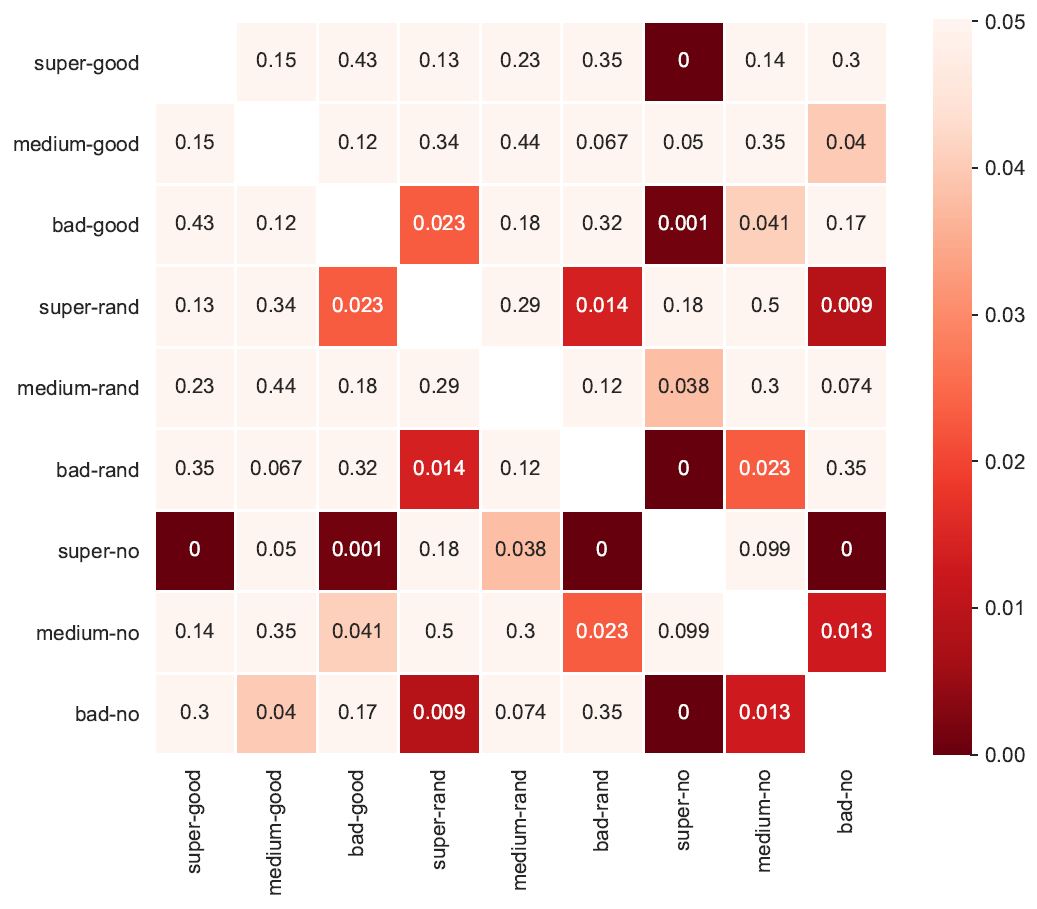 super-good 0.15 0.43 0.13 0.23 0.35 0 0.14 0.3
medium-good 0.15 0.12 0.34 0.44 0.067 0.05 0.35 0.04
bad-good 0.43 0.12 0.023 0.18 0.32 0.001 0.041 0.17
super-rand 0.13 0.34 0.023 0.29 0.014 0.18 0.5 0.009
medium-rand 0.23 0.44 0.18 0.29 0.12 0.038 0.3 0.074
bad-rand 0.35 0.067 0.32 0.014 0.12 0 0.023 0.35
super-no 0 0.05 0.001 0.18 0.038 0 0.099 0
medium-no 0.14 0.35 0.041 0.5 0.3 0.023 0.099 0.013
bad-no 0.3 0.04 0.17 0.009 0.074 0.35 0 0.013
super-good medium-good bad-good super-rand medium-rand bad-rand super-no medium-no bad-no
0.05
0.04
0.03
0.02
0.01
0.00